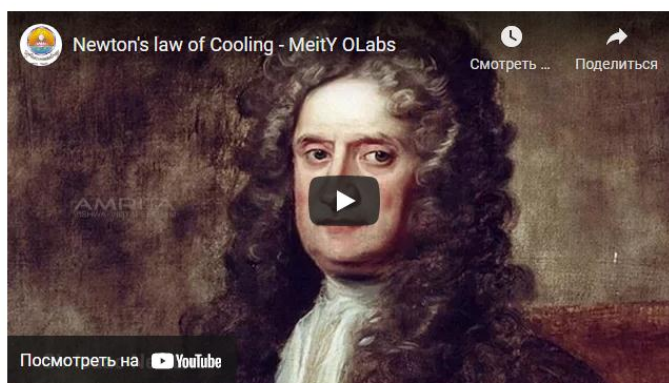 Newton's law of Cooling - MeitY OLabs
Смотреть ...
Поделиться
AMRITA
Посмотреть на YouTube